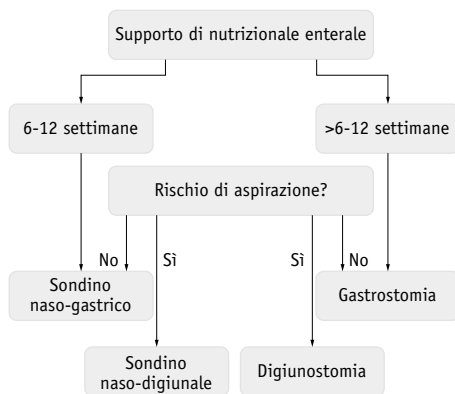 Supporto di nutrizionale enterale
6-12 settimane
>6-12 settimane
Rischio di aspirazione?
No
Sì
Sì
No
Sondino
naso-gastrico
Gastrostomia
Sondino
naso-digiunale
Digiunostomia